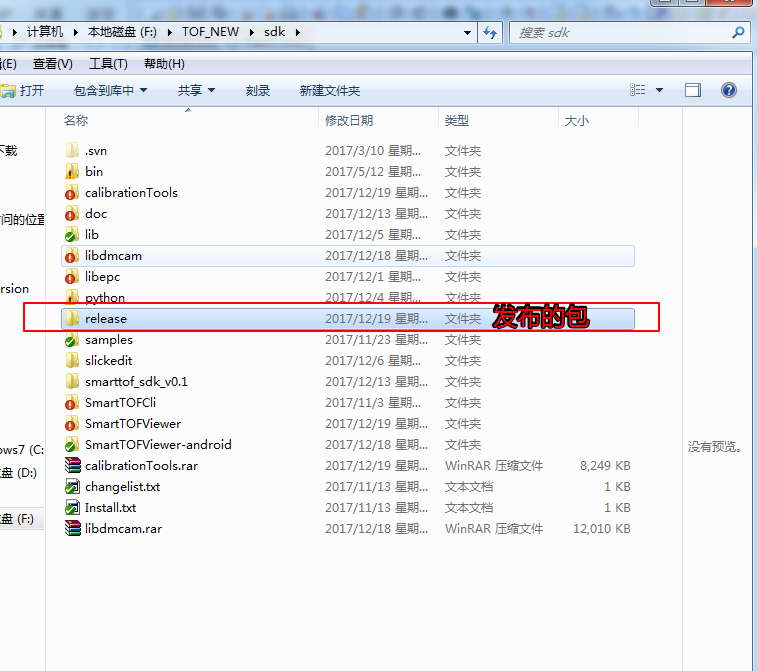 计算机 本地磁盘 (F:) TOF_NEW sdk 搜索 sdk
(E) 查看(V) 工具(T) 帮助(H)
打开 包含到库中 共享 刻录 新建文件夹
名称 修改日期 类型 大小
.svn 2017/3/10 星期... 文件夹
bin 2017/5/12 星期... 文件夹
calibrationTools 2017/12/19 星期... 文件夹
doc 2017/12/13 星期... 文件夹
lib 2017/12/5 星期... 文件夹
libdmcam 2017/12/18 星期... 文件夹
libepc 2017/12/1 星期... 文件夹
python 2017/12/4 星期... 文件夹
release 2017/12/19 星期... 文件夹 发布的包
samples 2017/11/23 星期... 文件夹
slickedit 2017/12/6 星期... 文件夹
smarttof_sdk_v0.1 2017/12/13 星期... 文件夹
SmartTOFCli 2017/11/3 星期... 文件夹
SmartTOFViewer 2017/12/19 星期... 文件夹
SmartTOFViewer-android 2017/12/18 星期... 文件夹
calibrationTools.rar 2017/12/19 星期... WinRAR 压缩文件 8,249 KB
changelist.txt 2017/11/13 星期... 文本文档 1 KB
Install.txt 2017/11/13 星期... 文本文档 1 KB
libdmcam.rar 2017/12/18 星期... WinRAR 压缩文件 12,010 KB
下载
问的位置
rsion
ows7 (C:
盘 (D:)
盘 (F:)
没有预览。